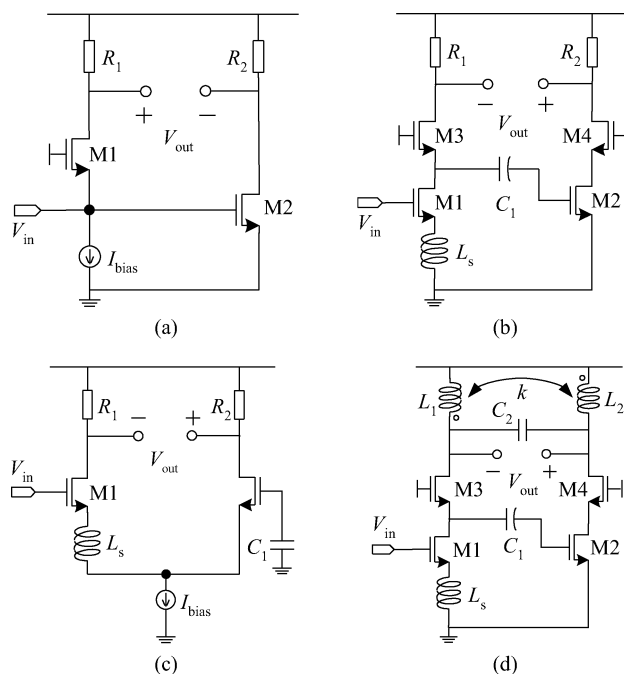 R1 R2
+ −
Vout
M1
M2
Vin
Ibias
(a)
R1 R2
− +
Vout
M3 M4
M1 C1 M2
Vin
Ls
(b)
R1 R2
− +
Vout
Vin
M1
Ls
C1
Ibias
(c)
L1 k L2
C2
− +
M3 Vout M4
Vin
M1 C1 M2
Ls
(d)